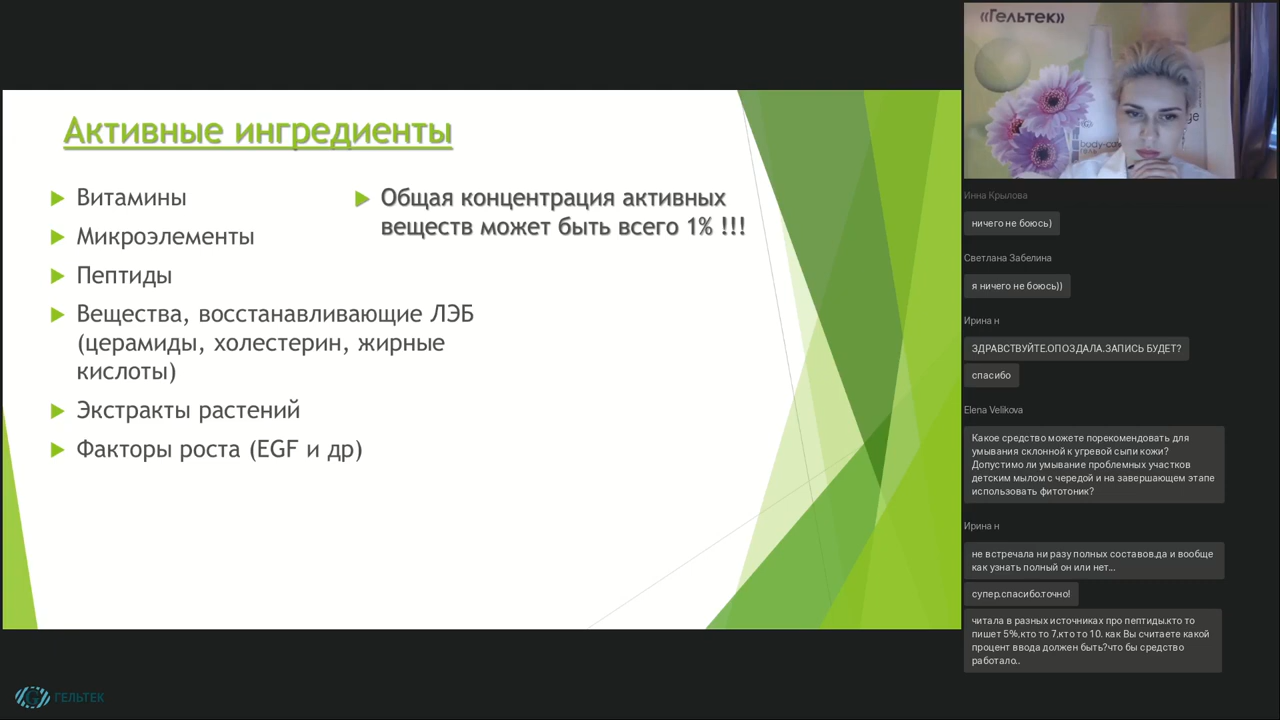 Активные ингредиенты
Витамины
Микроэлементы
Пептиды
Вещества, восстанавливающие ЛЭБ
(церамиды, холестерин, жирные
кислоты)
Экстракты растений
Факторы роста (EGF и др)
Общая концентрация активных
веществ может быть всего 1% !!!
ГЕЛЬТЕК
«Гельтек»
body-ca
гель
ge
Инна Крылова
ничего не боюсь)
Светлана Забелина
я ничего не боюсь))
Ирина н
ЗДРАВСТВУЙТЕ.ОПОЗДАЛА.ЗАПИСЬ БУДЕТ?
спасибо
Elena Velikova
Какое средство можете порекомендовать для
умывания склонной к угревой сыпи кожи?
Допустимо ли умывание проблемных участков
детским мылом с чередой и на завершающем этапе
использовать фитотоник?
Ирина н
не встречала ни разу полных составов.да и вообще
как узнать полный он или нет...
супер.спасибо.точно!
читала в разных источниках про пептиды.кто то
пишет 5%,кто то 7,кто то 10. как Вы считаете какой
процент ввода должен быть?что бы средство
работало..